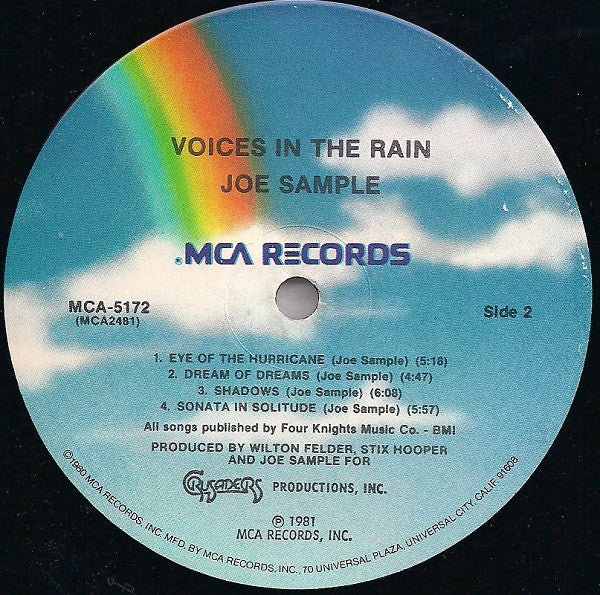 VOICES IN THE RAIN
JOE SAMPLE
MCA RECORDS
MCA-5172
(MCA2481)
Side 2
1. EYE OF THE HURRICANE (Joe Sample) (5:18)
2. DREAM OF DREAMS (Joe Sample) (4:47)
3. SHADOWS (Joe Sample) (6:08)
4. SONATA IN SOLITUDE (Joe Sample) (5:57)
All songs published by Four Knights Music Co. - BMI
PRODUCED BY WILTON FELDER, STIX HOOPER
AND JOE SAMPLE FOR
CRUSADERS PRODUCTIONS, INC.
℗ 1981
MCA RECORDS, INC.
©1980 MCA RECORDS, INC. MFD. BY MCA RECORDS, INC., 70 UNIVERSAL PLAZA, UNIVERSAL CITY, CALIF. 91608